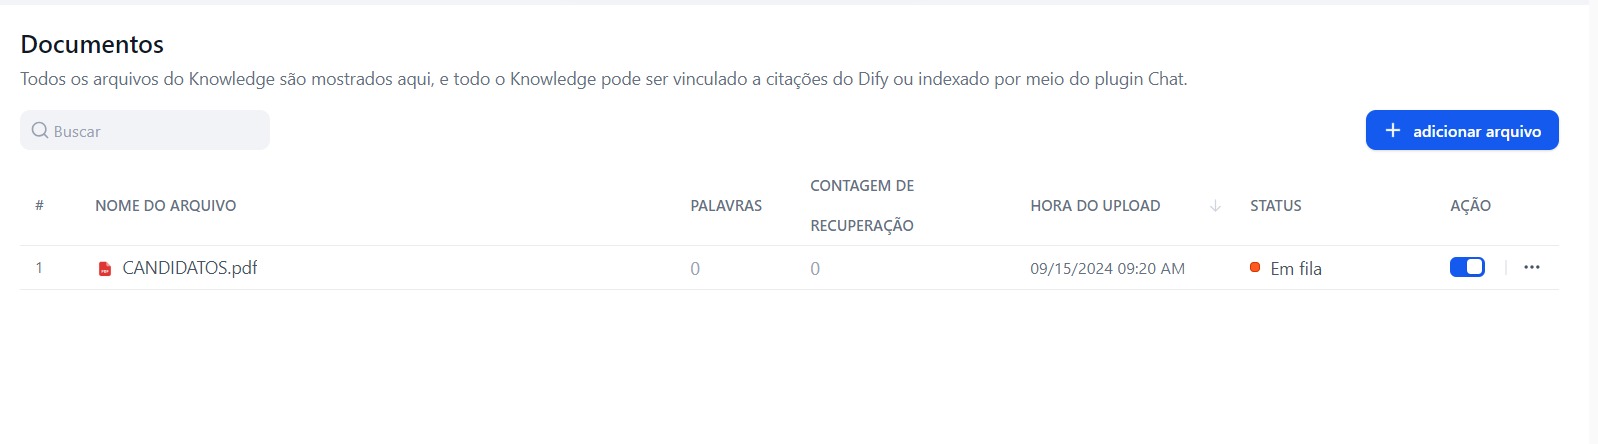 Documentos
Todos os arquivos do Knowledge são mostrados aqui, e todo o Knowledge pode ser vinculado a citações do Dify ou indexado por meio do plugin Chat.
Buscar
adicionar arquivo
# NOME DO ARQUIVO PALAVRAS CONTAGEM DE RECUPERAÇÃO HORA DO UPLOAD STATUS AÇÃO
1 CANDIDATOS.pdf 0 0 09/15/2024 09:20 AM Em fila